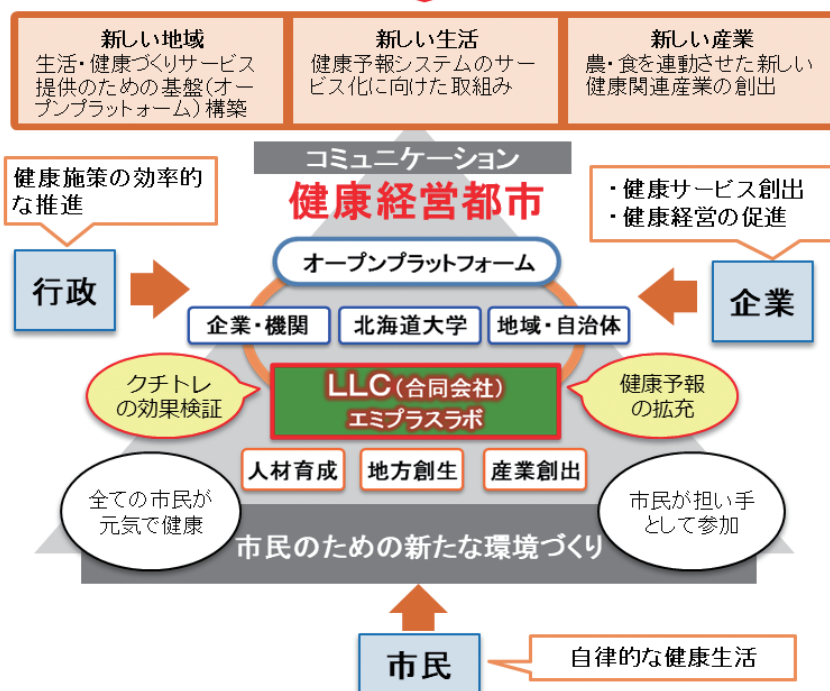 新しい地域
生活・健康づくりサービス
提供のための基盤(オー
プンプラットォーム)構築
新しい生活
健康予報システムのサー
ビス化に向けた取組み
新しい産業
農・食を連動させた新しい
健康関連産業の創出
コミュニケーション
健康経営都市
健康施策の効率的
な推進
・健康サービス創出
・健康経営の促進
行政
オープンプラットフォーム
企業
企業・機関
北海道大学
地域・自治体
クチトレ
の効果検証
LLC(合同会社)
エミプラスラボ
健康予報
の拡充
人材育成
地方創生
産業創出
全ての市民が
元気で健康
市民が担い手
として参加
市民のための新たな環境づくり
市民
自律的な健康生活